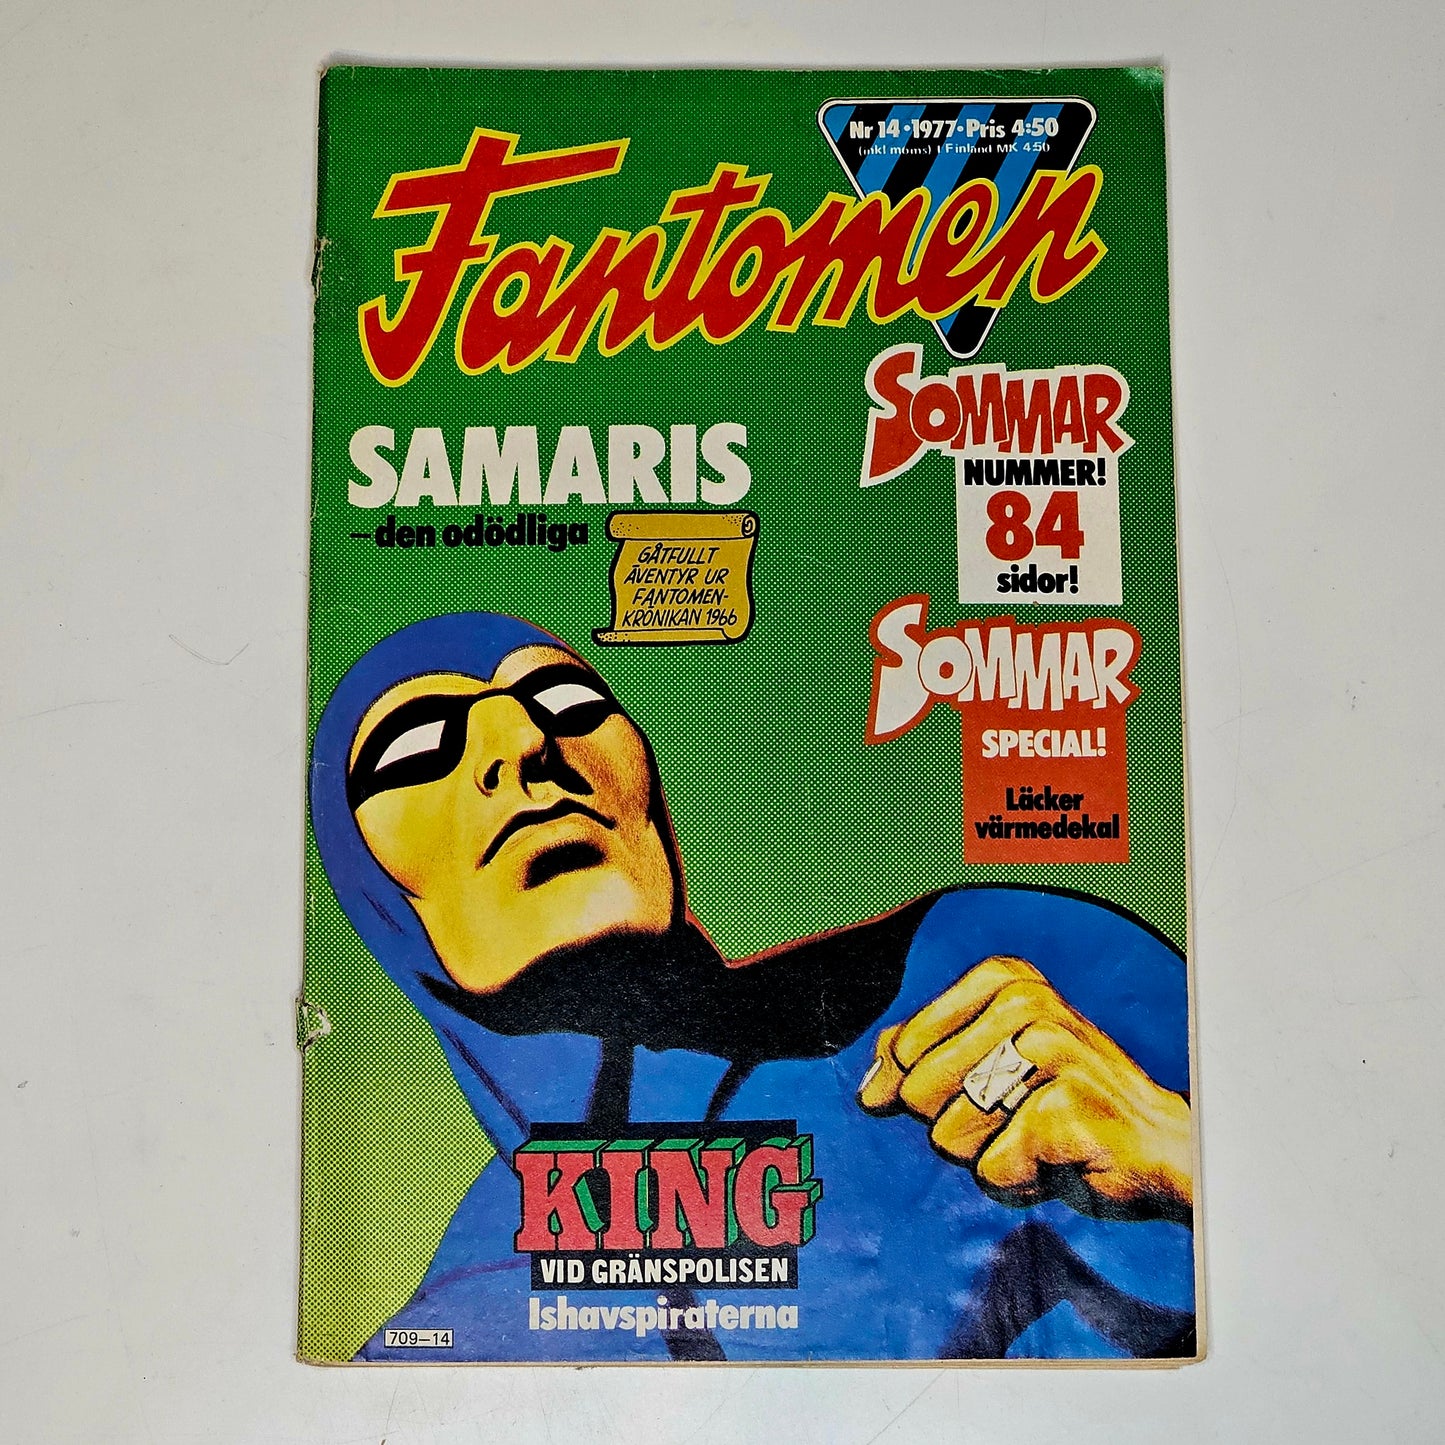 Nr 14 · 1977 · Pris 4:50
(inkl moms) I Finland MK 4:50
Fantomen
SAMARIS
– den odödliga
GÅTFULLT
ÄVENTYR UR
FANTOMEN-
KRÖNIKAN 1966
SOMMAR
NUMMER!
84
sidor!
SOMMAR
SPECIAL!
Läcker
värmedekal
KING
VID GRÄNSPOLISEN
Ishavspiraterna
709–14